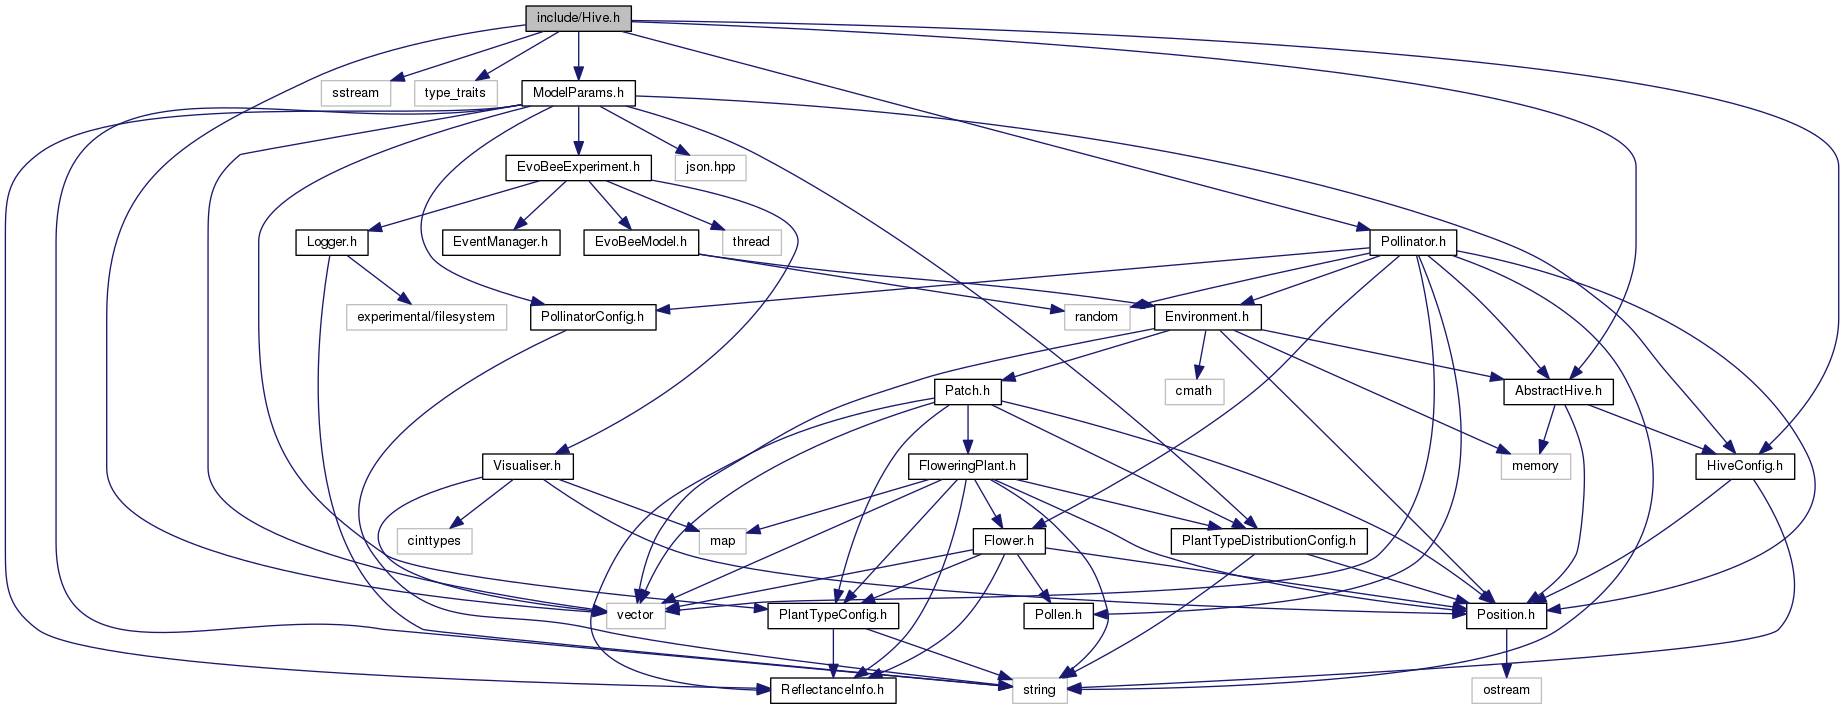 include/Hive.h
sstream
type_traits
ModelParams.h
EvoBeeExperiment.h
json.hpp
Logger.h
EventManager.h
EvoBeeModel.h
thread
Pollinator.h
experimental/filesystem
PollinatorConfig.h
random
Environment.h
Patch.h
cmath
AbstractHive.h
Visualiser.h
FloweringPlant.h
memory
HiveConfig.h
cinttypes
map
Flower.h
PlantTypeDistributionConfig.h
vector
PlantTypeConfig.h
Pollen.h
Position.h
ReflectanceInfo.h
string
ostream